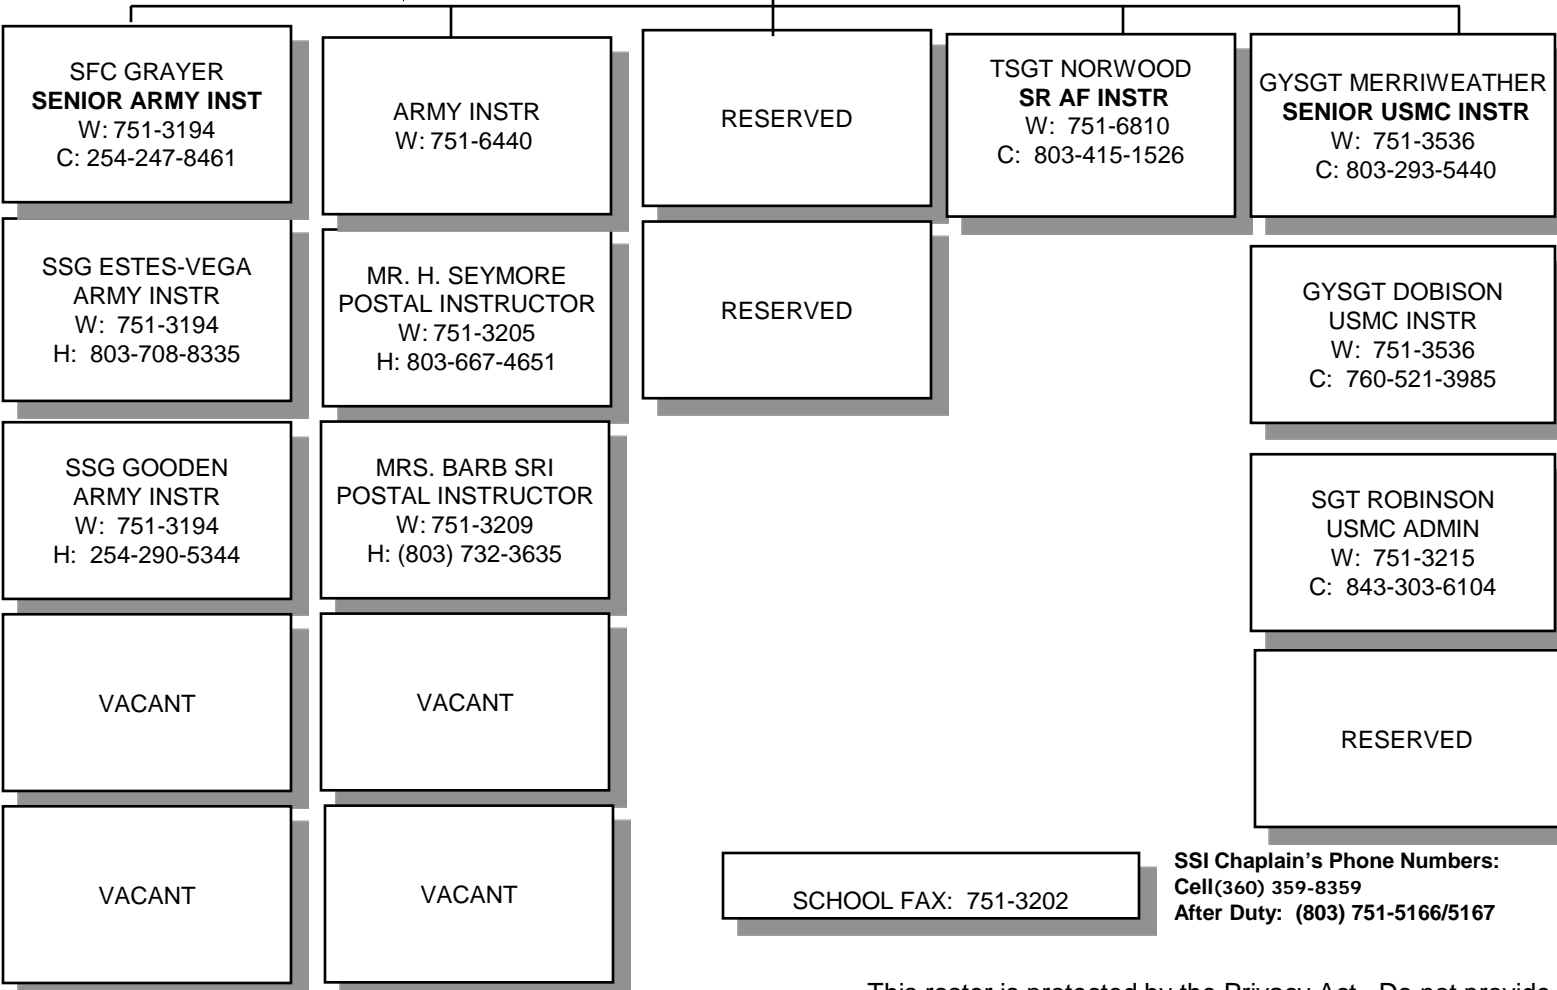 SFC GRAYER
SENIOR ARMY INST
W: 751-3194
C: 254-247-8461
SSG ESTES-VEGA
ARMY INSTR
W: 751-3194
H: 803-708-8335
SSG GOODEN
ARMY INSTR
W: 751-3194
H: 254-290-5344
VACANT
VACANT
ARMY INSTR
W: 751-6440
MR. H. SEYMORE
POSTAL INSTRUCTOR
W: 751-3205
H: 803-667-4651
MRS. BARB SRI
POSTAL INSTRUCTOR
W: 751-3209
H: (803) 732-3635
VACANT
VACANT
RESERVED
RESERVED
TSGT NORWOOD
SR AF INSTR
W: 751-6810
C: 803-415-1526
GYSGT MERRIWEATHER
SENIOR USMC INSTR
W: 751-3536
C: 803-293-5440
GYSGT DOBISON
USMC INSTR
W: 751-3536
C: 760-521-3985
SGT ROBINSON
USMC ADMIN
W: 751-3215
C: 843-303-6104
RESERVED
SCHOOL FAX: 751-3202
SSI Chaplain's Phone Numbers:
Cell(360) 359-8359
After Duty: (803) 751-5166/5167
This roster is protected by the Privacy Act. Do not provide